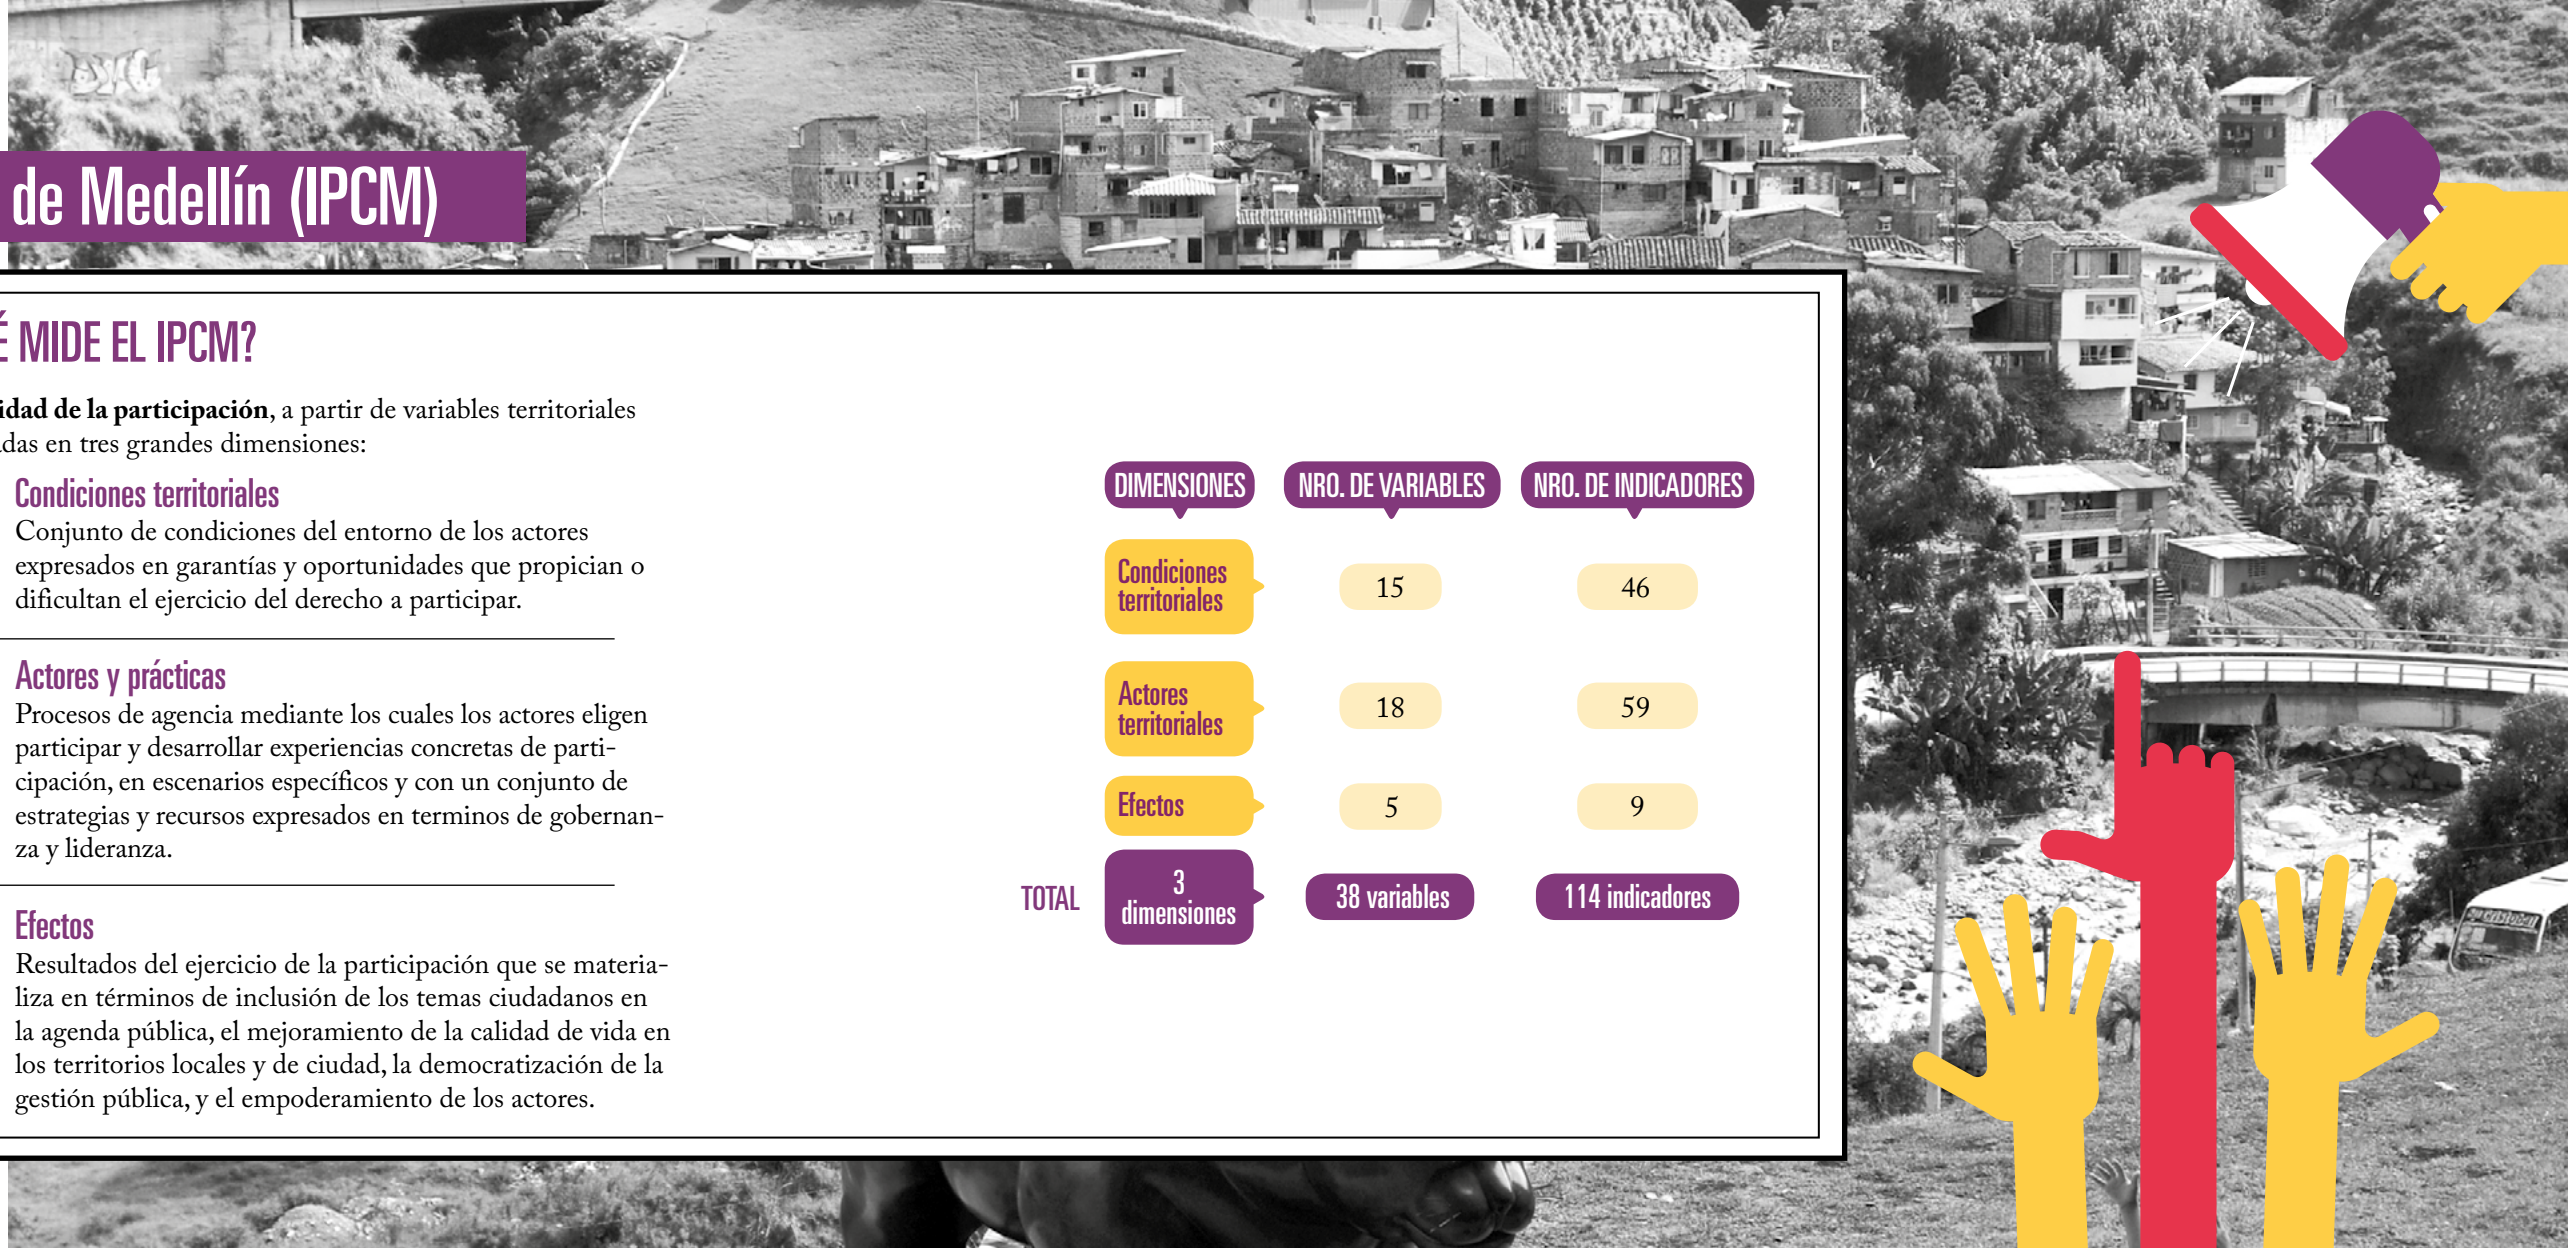 de Medellín (IPCM)
É MIDE EL IPCM?
idad de la participación, a partir de variables territoriales
adas en tres grandes dimensiones:
Condiciones territoriales
Conjunto de condiciones del entorno de los actores
expresados en garantías y oportunidades que propician o
dificultan el ejercicio del derecho a participar.
Actores y prácticas
Procesos de agencia mediante los cuales los actores eligen
participar y desarrollar experiencias concretas de parti-
cipación, en escenarios específicos y con un conjunto de
estrategias y recursos expresados en terminos de gobernan-
za y lideranza.
Efectos
Resultados del ejercicio de la participación que se materia-
liza en términos de inclusión de los temas ciudadanos en
la agenda pública, el mejoramiento de la calidad de vida en
los territorios locales y de ciudad, la democratización de la
gestión pública, y el empoderamiento de los actores.
DIMENSIONES NRO. DE VARIABLES NRO. DE INDICADORES
Condiciones
territoriales
15 46
Actores
territoriales
18 59
Efectos 5 9
TOTAL
3
dimensiones
38 variables 114 indicadores